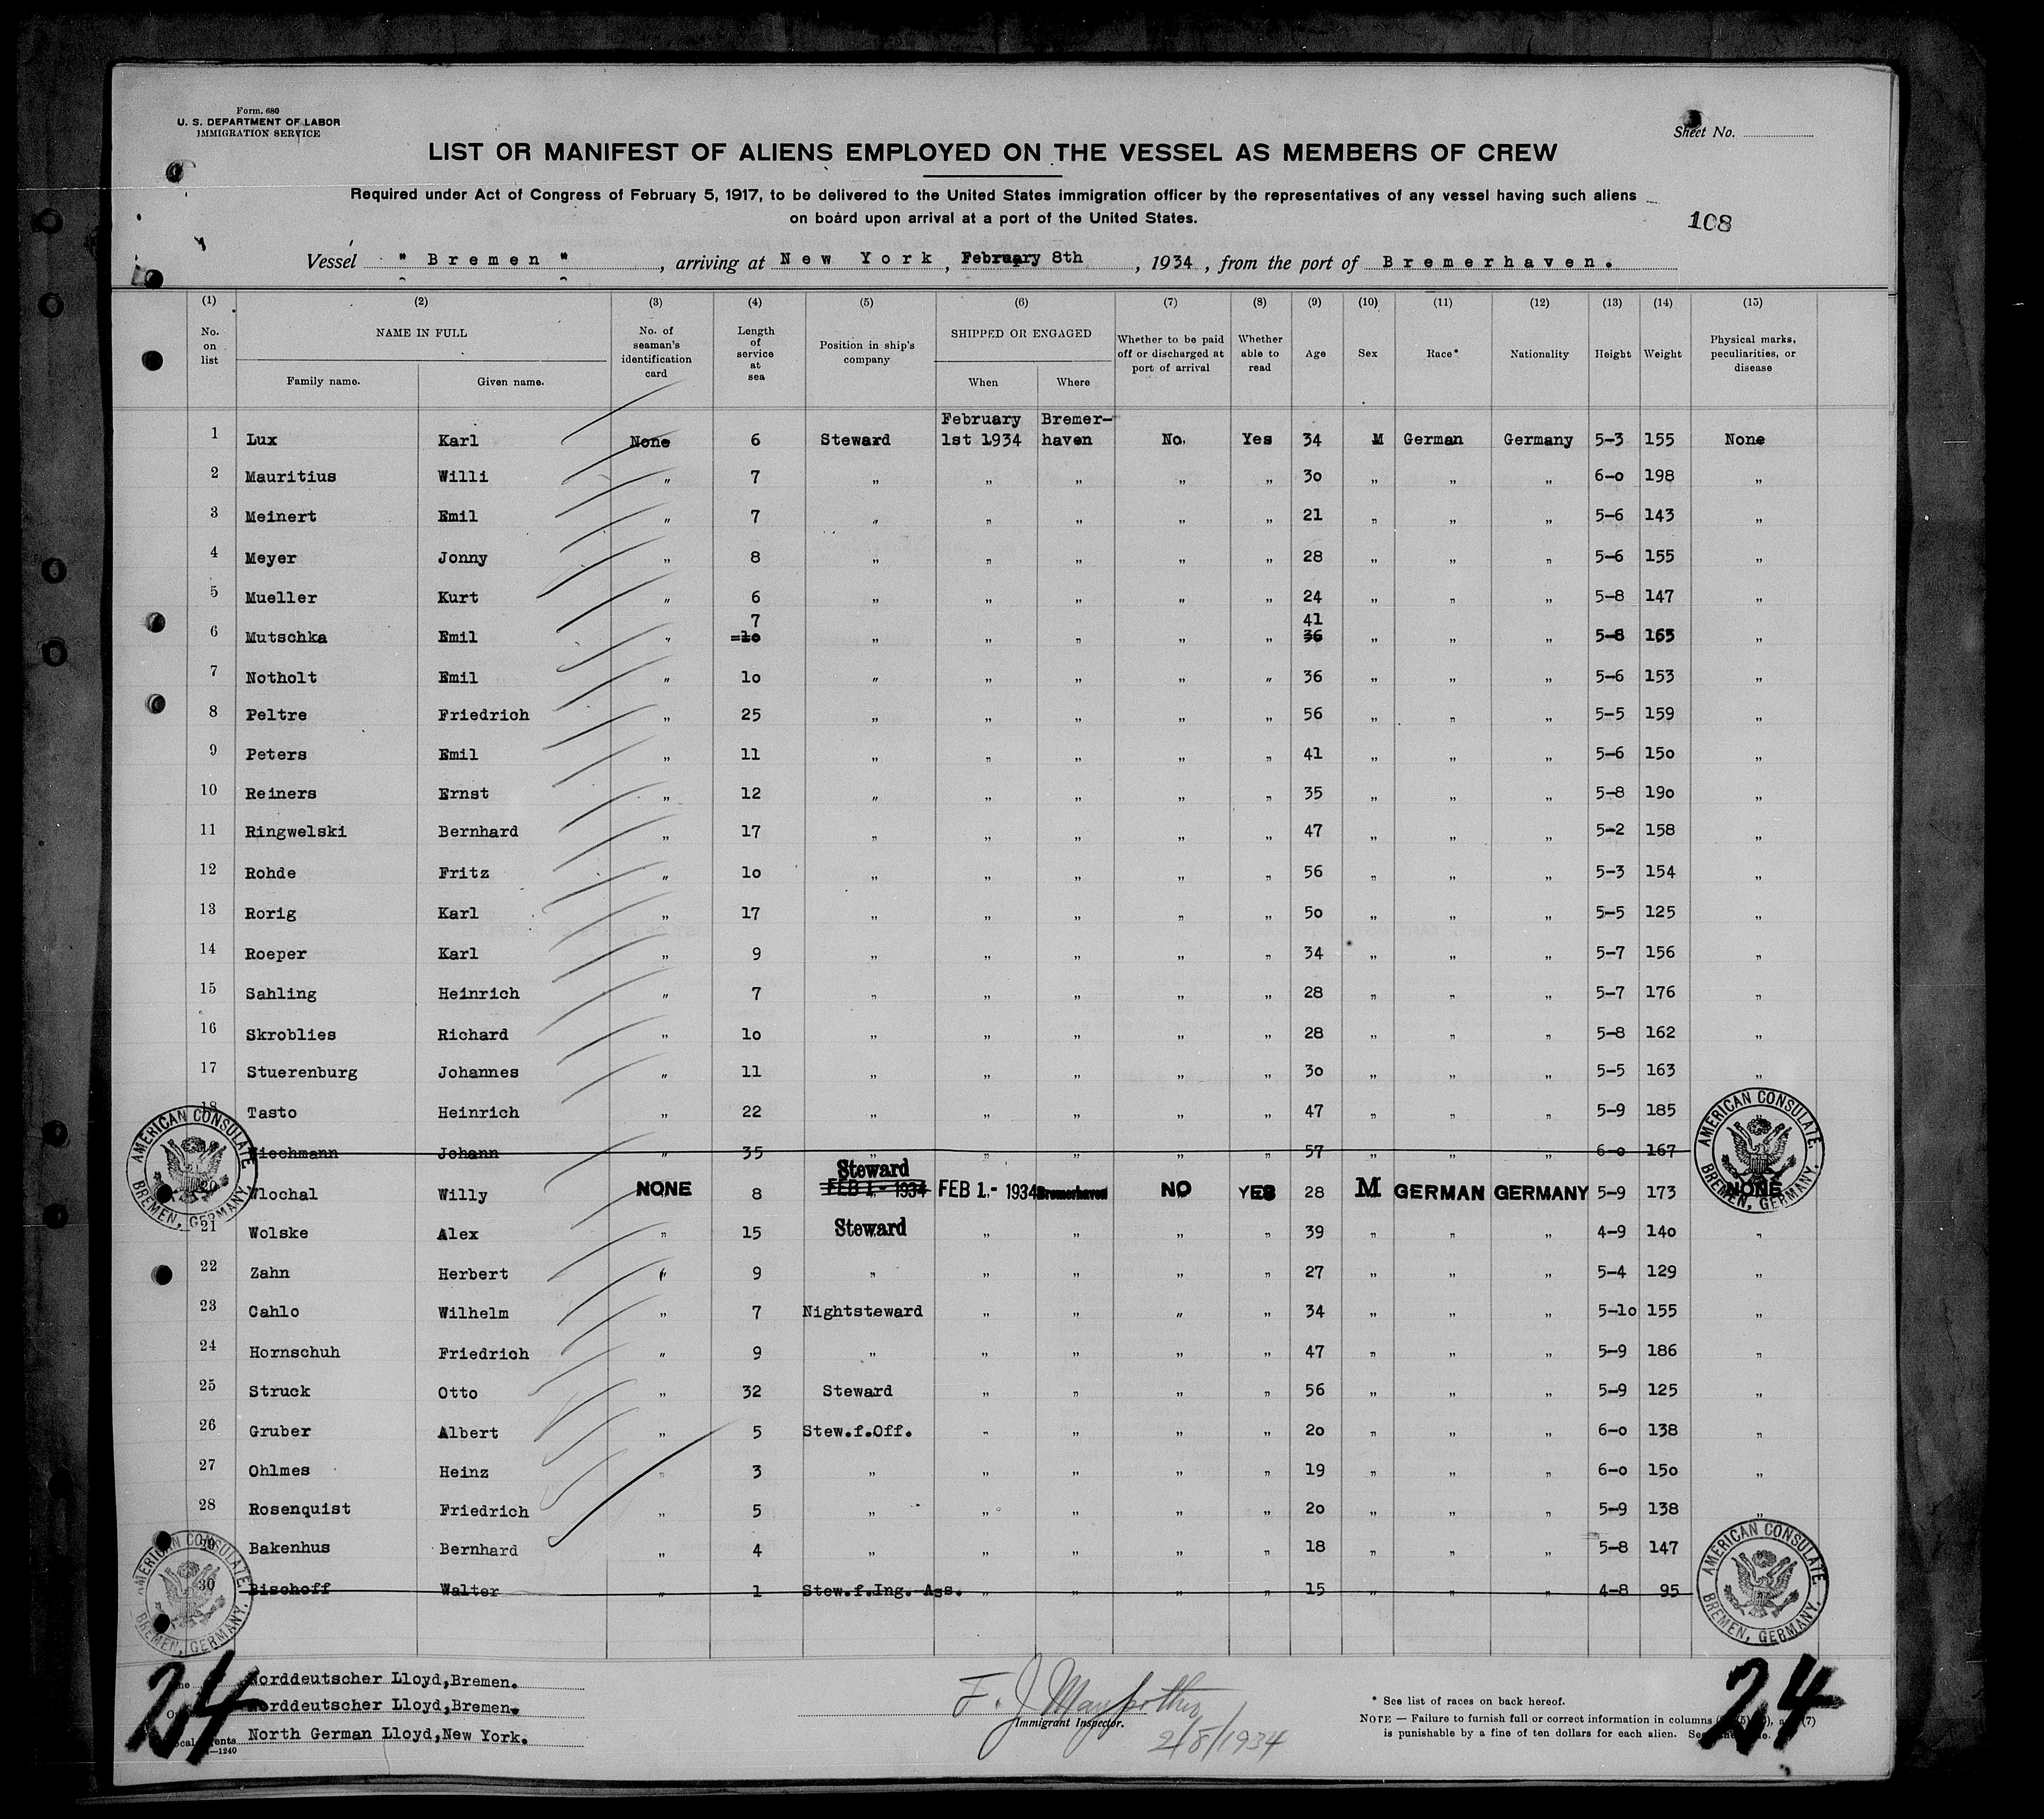 Form. 680
U. S. DEPARTMENT OF LABOR
IMMIGRATION SERVICE
Sheet No.
LIST OR MANIFEST OF ALIENS EMPLOYED ON THE VESSEL AS MEMBERS OF CREW
Required under Act of Congress of February 5, 1917, to be delivered to the United States immigration officer by the representatives of any vessel having such aliens
on board upon arrival at a port of the United States.
108
Vessel " Bremen " , arriving at New York , February 8th , 1934 , from the port of Bremerhaven.
(1) (2) (3) (4) (5) (6) (7) (8) (9) (10) (11) (12) (13) (14) (15)
No. on list NAME IN FULL Family name. Given name. No. of seaman's identification card Length of service at sea Position in ship's company SHIPPED OR ENGAGED When Where Whether to be paid off or discharged at port of arrival Whether able to read Age Sex Race* Nationality Height Weight Physical marks, peculiarities, or disease
1 Lux Karl None 6 Steward February 1st 1934 Bremer-haven No. Yes 34 M German Germany 5-3 155 None
2 Mauritius Willi " 7 " " " " " 30 " " " 6-0 198 "
3 Meinert Emil " 7 " " " " " 21 " " " 5-6 143 "
4 Meyer Jonny " 8 " " " " " 28 " " " 5-6 155 "
5 Mueller Kurt " 6 " " " " " 24 " " " 5-8 147 "
6 Mutschka Emil " 7 =10 " " " " " 41 36 " " " 5-8 165 "
7 Notholt Emil " 10 " " " " " 36 " " " 5-6 153 "
8 Peltre Friedrich " 25 " " " " " 56 " " " 5-5 159 "
9 Peters Emil " 11 " " " " " 41 " " " 5-6 150 "
10 Reiners Ernst " 12 " " " " " 35 " " " 5-8 190 "
11 Ringwelski Bernhard " 17 " " " " " 47 " " " 5-2 158 "
12 Rohde Fritz " 10 " " " " " 56 " " " 5-3 154 "
13 Rorig Karl " 17 " " " " " 50 " " " 5-5 125 "
14 Roeper Karl " 9 " " " " " 34 " " " 5-7 156 "
15 Sahling Heinrich " 7 " " " " " 28 " " " 5-7 176 "
16 Skroblies Richard " 10 " " " " " 28 " " " 5-8 162 "
17 Stuerenburg Johannes " 11 " " " " " 30 " " " 5-5 163 "
18 Tasto Heinrich " 22 " " " " " 47 " " " 5-9 185 "
Johann " 35 " " " " " 57 " " " 6-0 167
20 Wlochal Willy NONE 8 Steward FEB 1.- 1934 FEB 1.- 1934 Bremerhaven NO YES 28 M GERMAN GERMANY 5-9 173 NONE
21 Wolske Alex " 15 Steward " " " " 39 " " " 4-9 140 "
22 Zahn Herbert " 9 " " " " " 27 " " " 5-4 129 "
23 Cahlo Wilhelm " 7 Nightsteward " " " " 34 " " " 5-10 155 "
24 Hornschuh Friedrich " 9 " " " " " 47 " " " 5-9 186 "
25 Struck Otto " 32 Steward " " " " 56 " " " 5-9 125 "
26 Gruber Albert " 5 Stew.f.Off. " " " " 20 " " " 6-0 138 "
27 Ohlmes Heinz " 3 " " " " " 19 " " " 6-0 150 "
28 Rosenquist Friedrich " 5 " " " " " 20 " " " 5-9 138 "
29 Bakenhus Bernhard " 4 " " " " " 18 " " " 5-8 147
30 Bischoff Walter " 1 Stew.f.Ing.-Ass. " " " " 15 " " " 4-8 95
AMERICAN CONSULATE BREMEN, GERMANY.
AMERICAN CONSULATE BREMEN, GERMANY.
AMERICAN CONSULATE BREMEN, GERMANY.
AMERICAN CONSULATE BREMEN, GERMANY.
24
24
Norddeutscher Lloyd,Bremen.
Norddeutscher Lloyd,Bremen.
North German Lloyd,New York.
—1240
F. J.
Immigrant Inspector.
2/8/1934
* See list of races on back hereof.
NOTE — Failure to furnish full or correct information in columns (7)
is punishable by a fine of ten dollars for each alien.